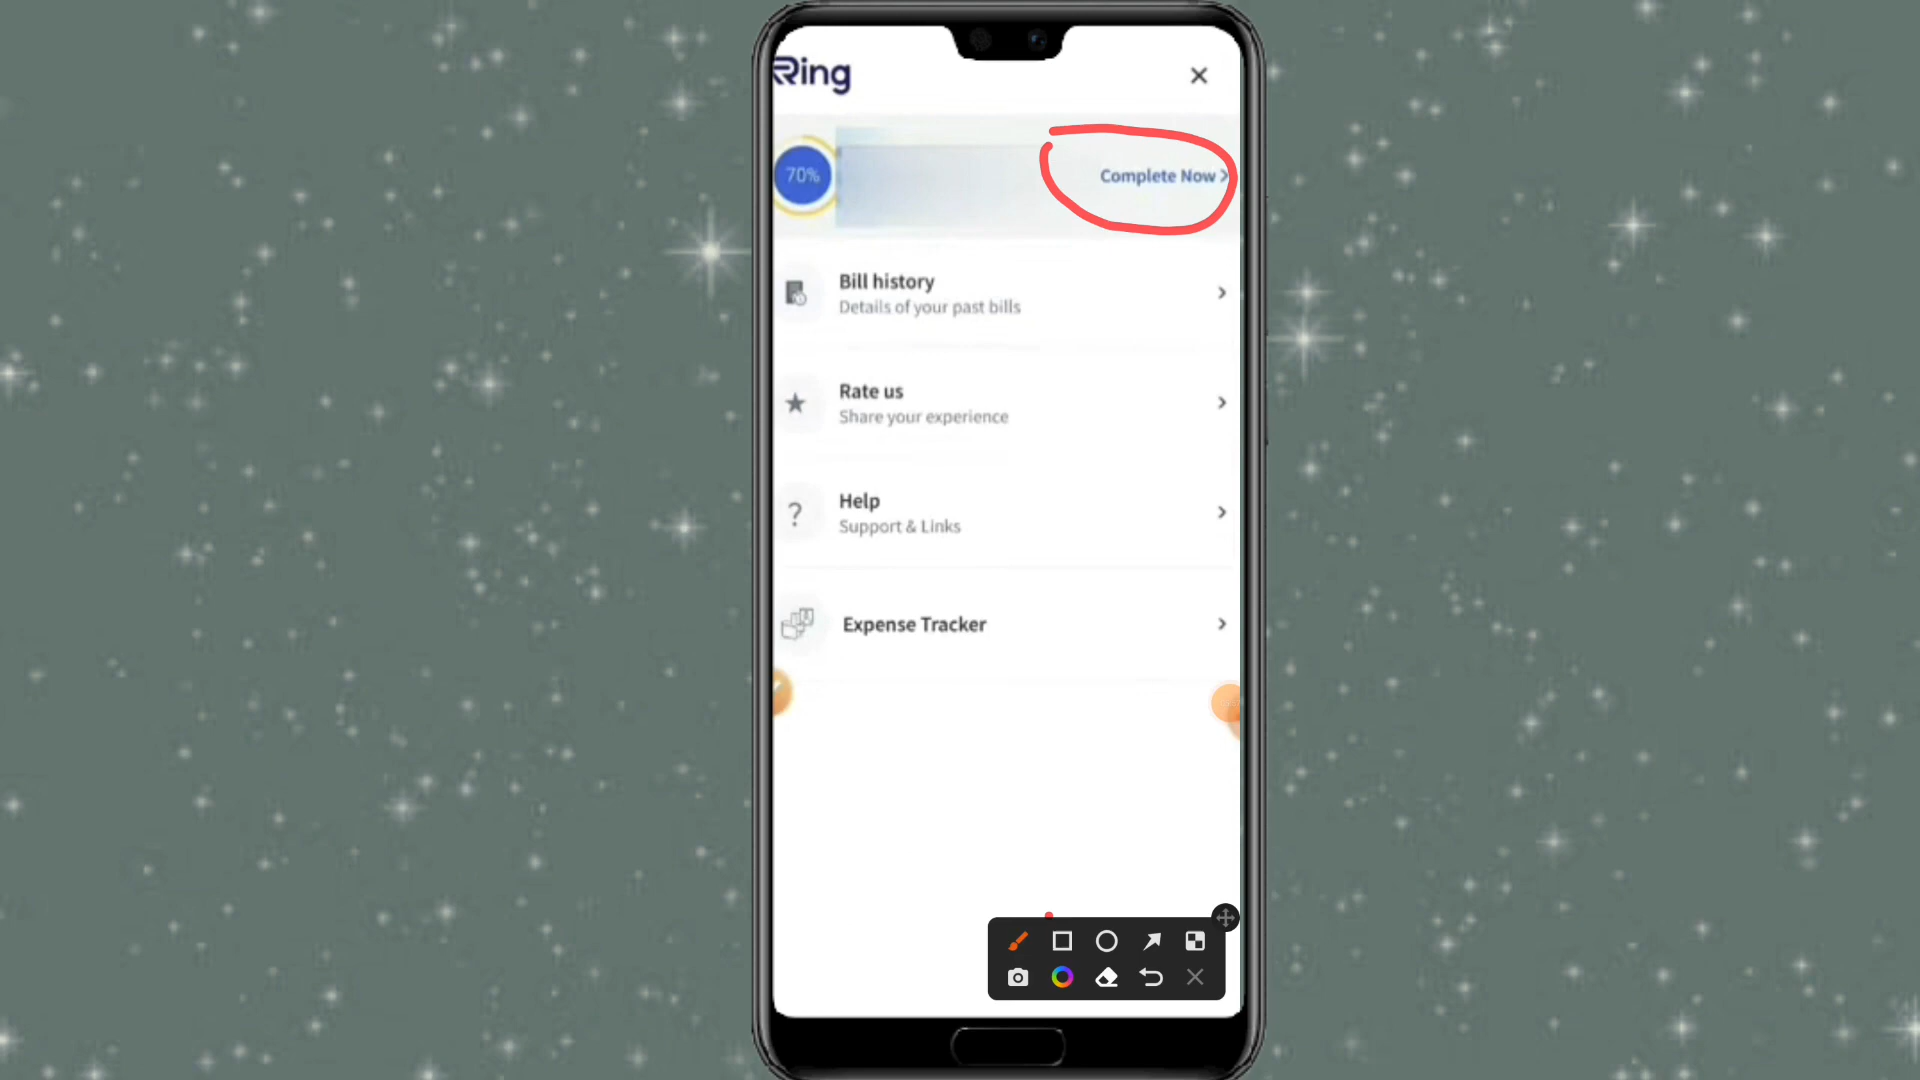 Ring
70%
Complete Now
Bill history
Details of your past bills
Rate us
Share your experience
Help
Support & Links
Expense Tracker